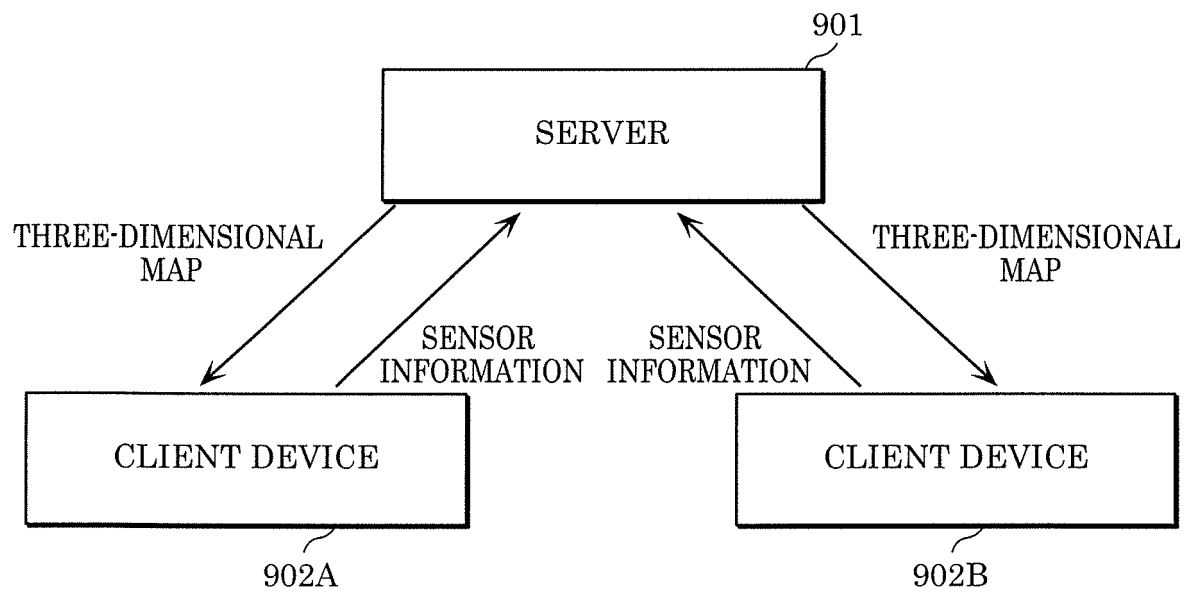 901
SERVER
THREE-DIMENSIONAL
MAP
THREE-DIMENSIONAL
MAP
SENSOR
INFORMATION
SENSOR
INFORMATION
CLIENT DEVICE
CLIENT DEVICE
902A
902B